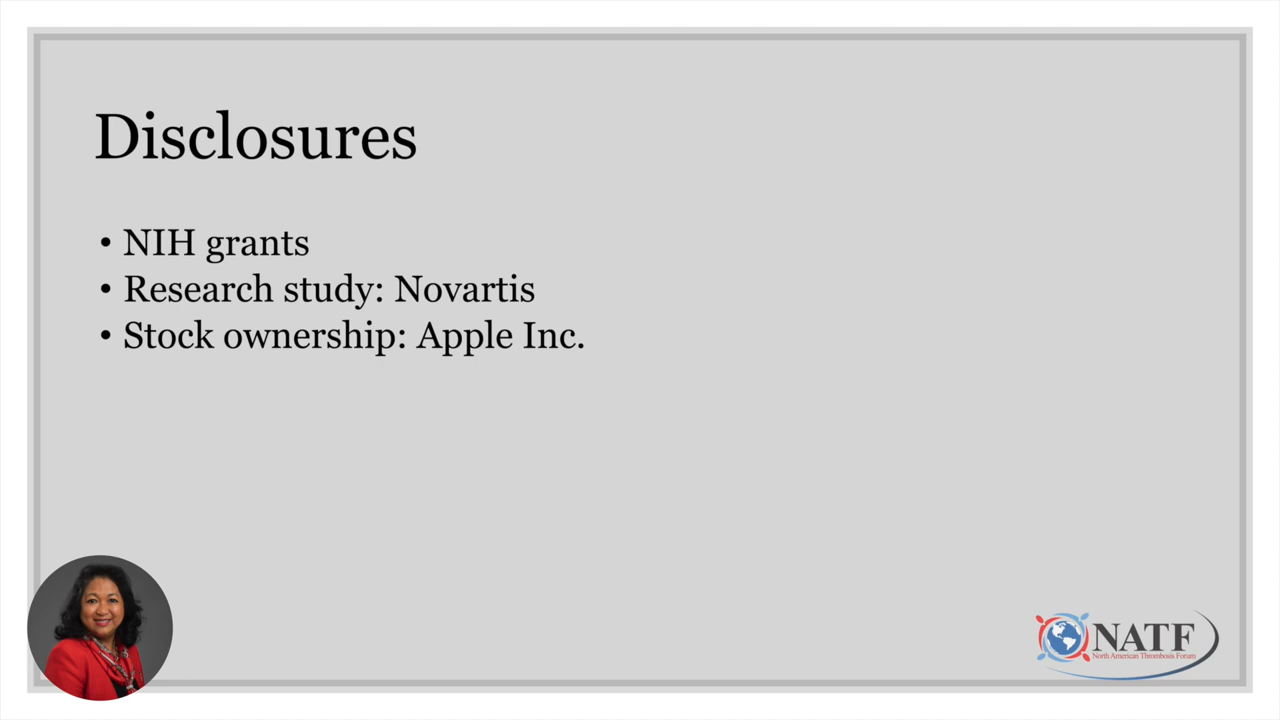 Disclosures
• NIH grants
• Research study: Novartis
• Stock ownership: Apple Inc.
NATF
North American Thrombosis Forum